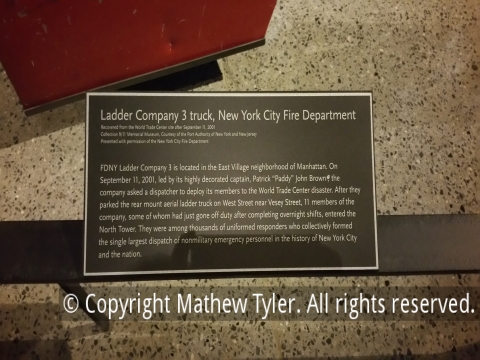 Ladder Company 3 truck, New York City Fire Department
Recovered from the World Trade Center site after September 11, 2001
Collection 9/11 Memorial Museum, Courtesy of the Port Authority of New York and New Jersey
Presented with permission of the New York City Fire Department
FDNY Ladder Company 3 is located in the East Village neighborhood of Manhattan. On
September 11, 2001, led by its highly decorated captain, Patrick "Paddy" John Brown, the
company asked a dispatcher to deploy its members to the World Trade Center disaster. After they
parked the rear mount aerial ladder truck on West Street near Vesey Street, 11 members of the
company, some of whom had just gone off duty after completing overnight shifts, entered the
North Tower. They were among thousands of uniformed responders who collectively formed
the single largest dispatch of nonmilitary emergency personnel in the history of New York City
and the nation.
© Copyright Mathew Tyler. All rights reserved.